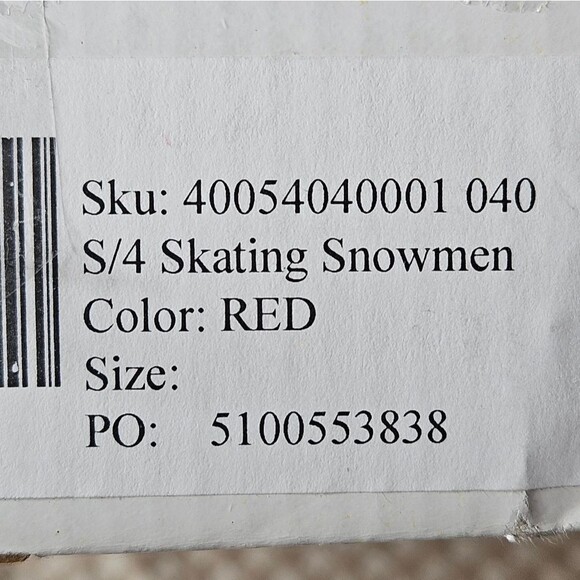 Sku: 40054040001 040
S/4 Skating Snowmen
Color: RED
Size:
PO: 5100553838